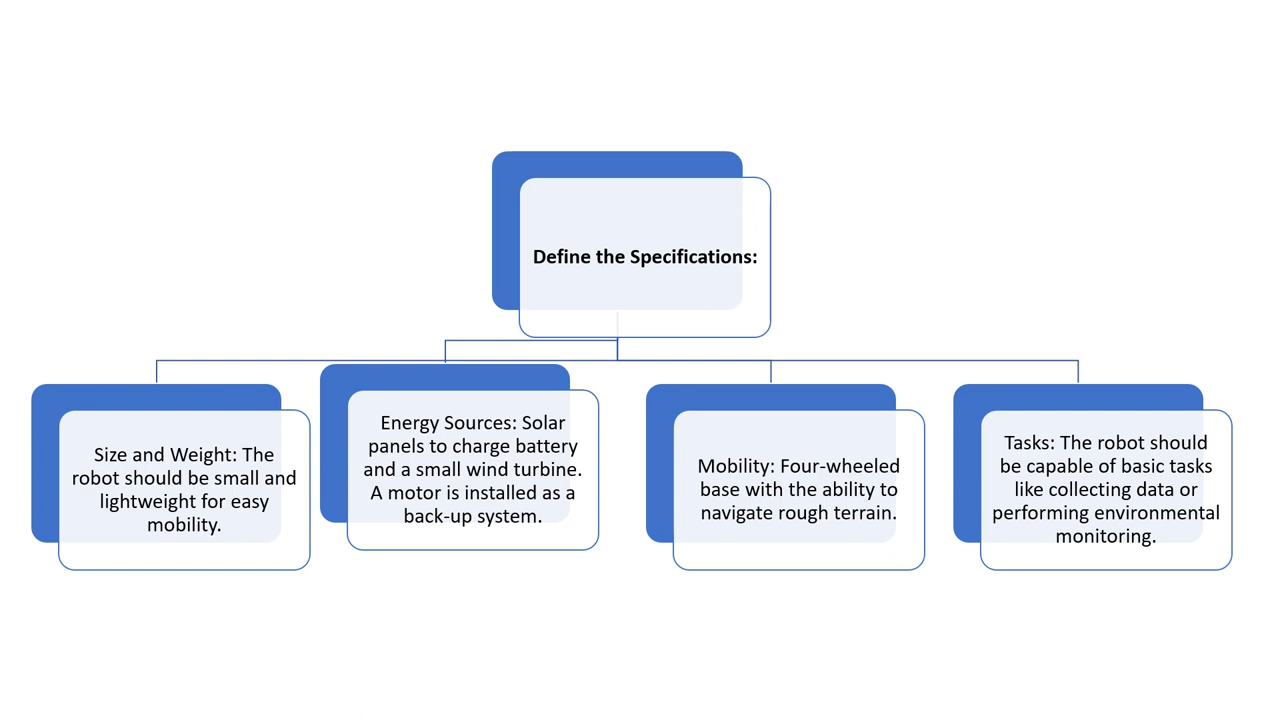 Define the Specifications:
Size and Weight: The
robot should be small and
lightweight for easy
mobility.
Energy Sources: Solar
panels to charge battery
and a small wind turbine.
A motor is installed as a
back-up system.
Mobility: Four-wheeled
base with the ability to
navigate rough terrain.
Tasks: The robot should
be capable of basic tasks
like collecting data or
performing environmental
monitoring.